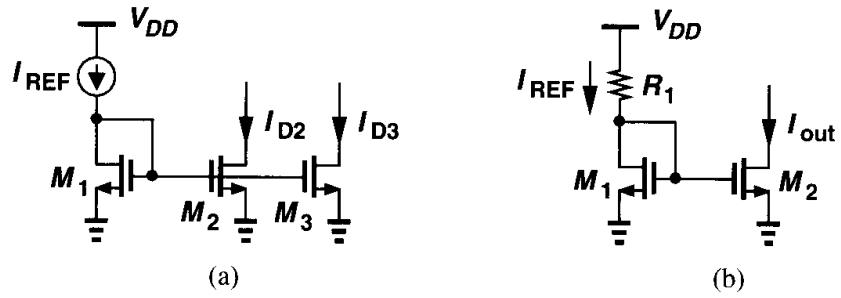 V_DD
I_REF
I_D2
I_D3
M_1
M_2
M_3
(a)
V_DD
I_REF
R_1
I_out
M_1
M_2
(b)